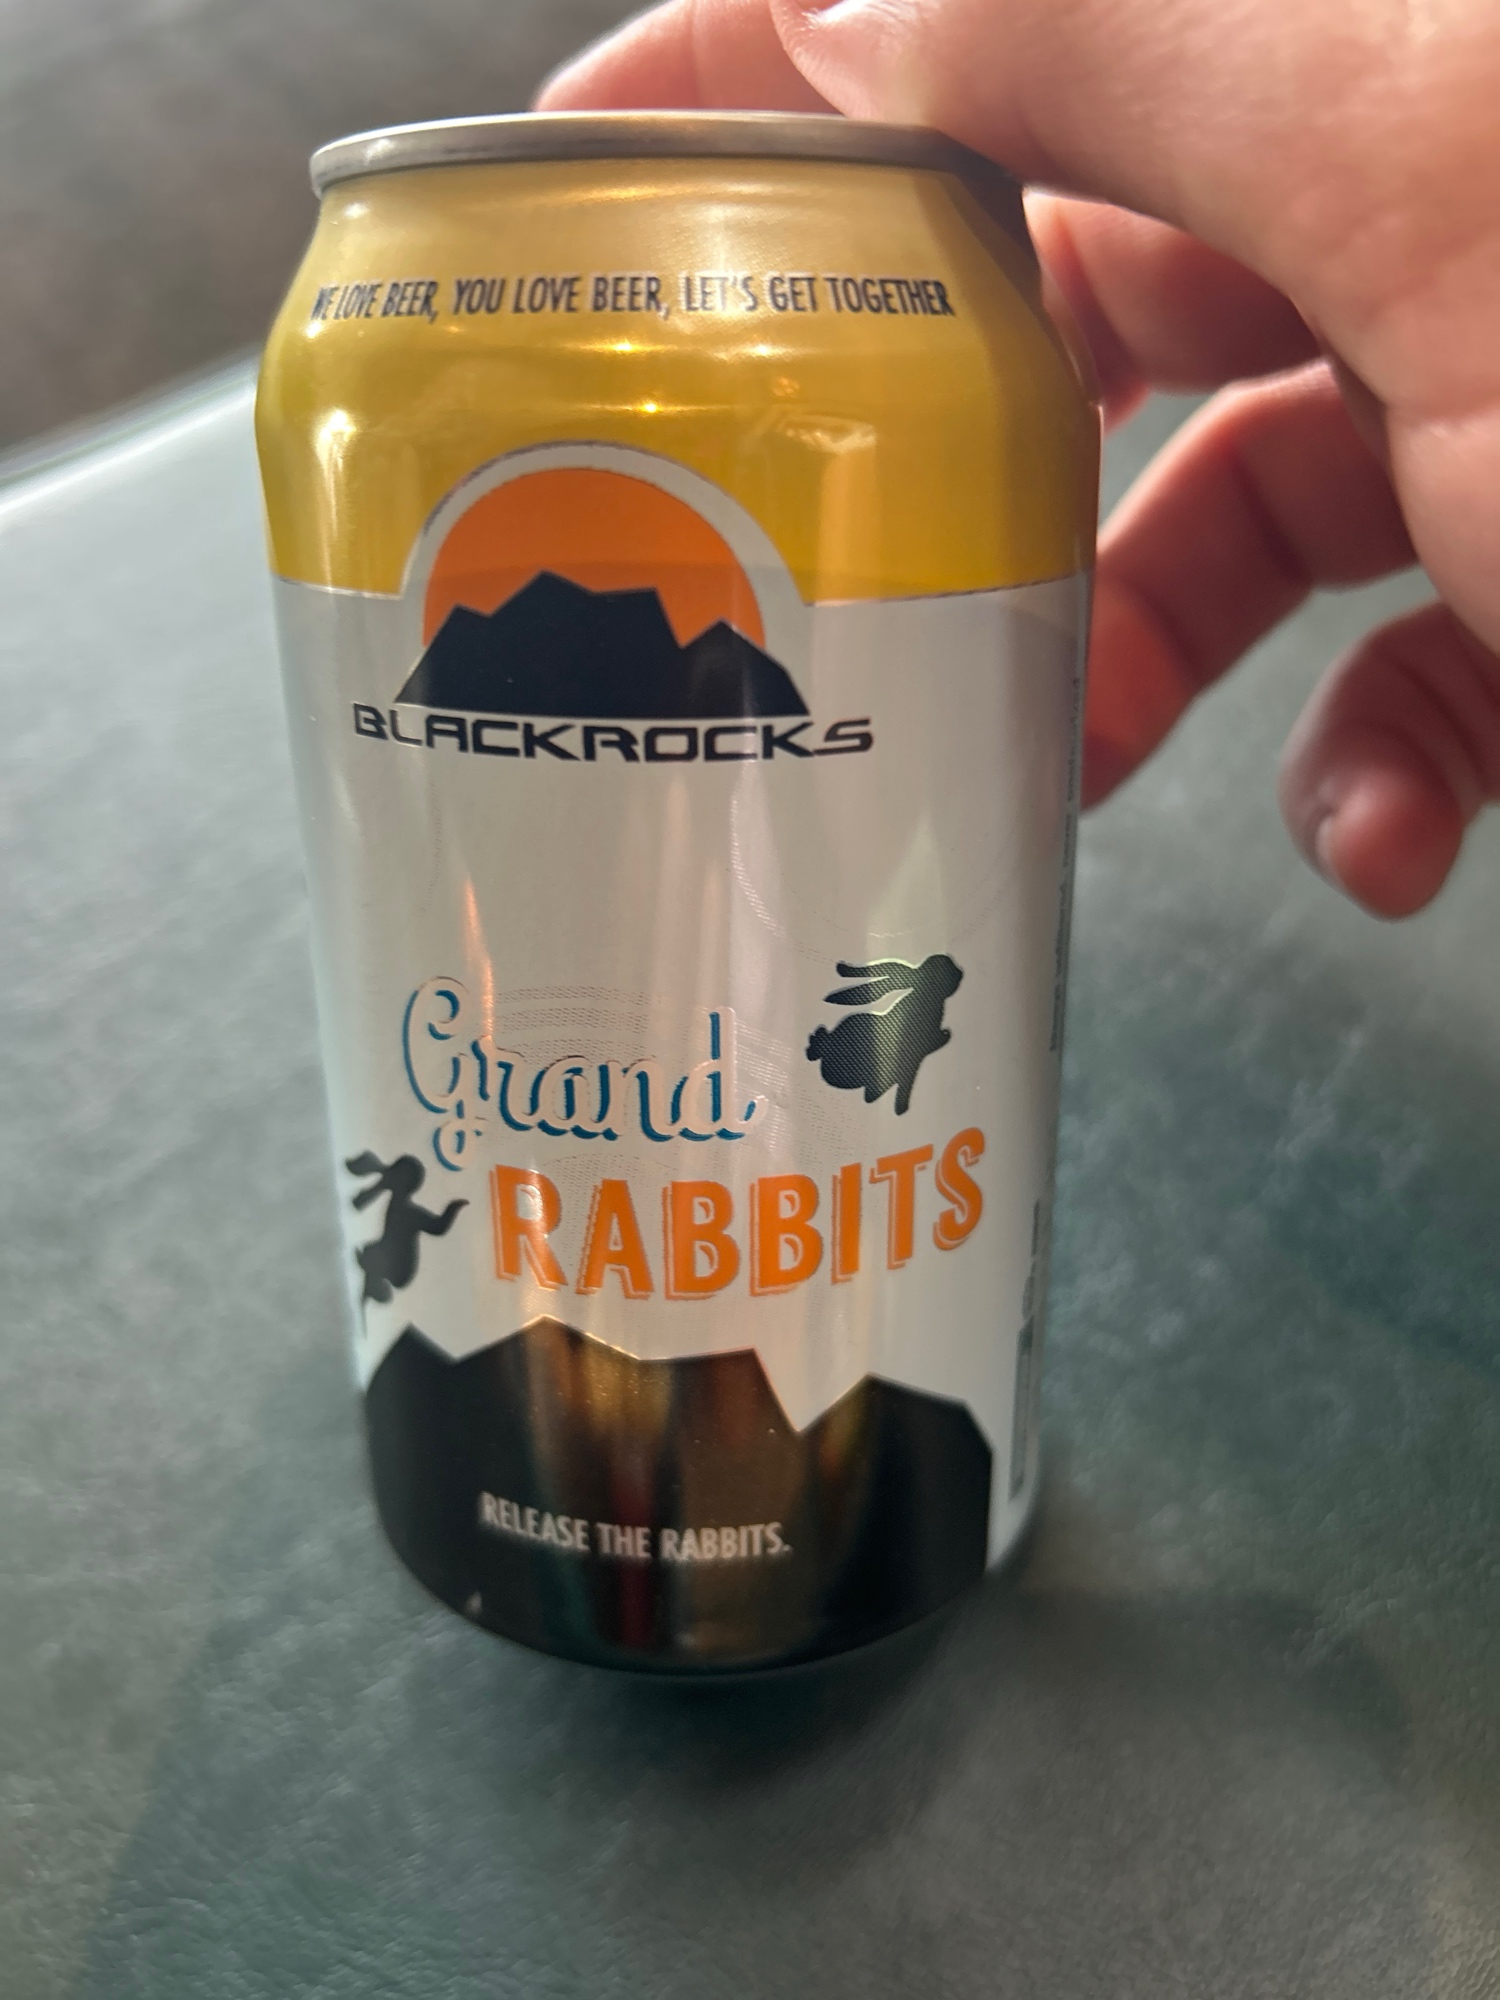 WE LOVE BEER, YOU LOVE BEER, LET'S GET TOGETHER
BLACKROCKS
Grand
RABBITS
RELEASE THE RABBITS.